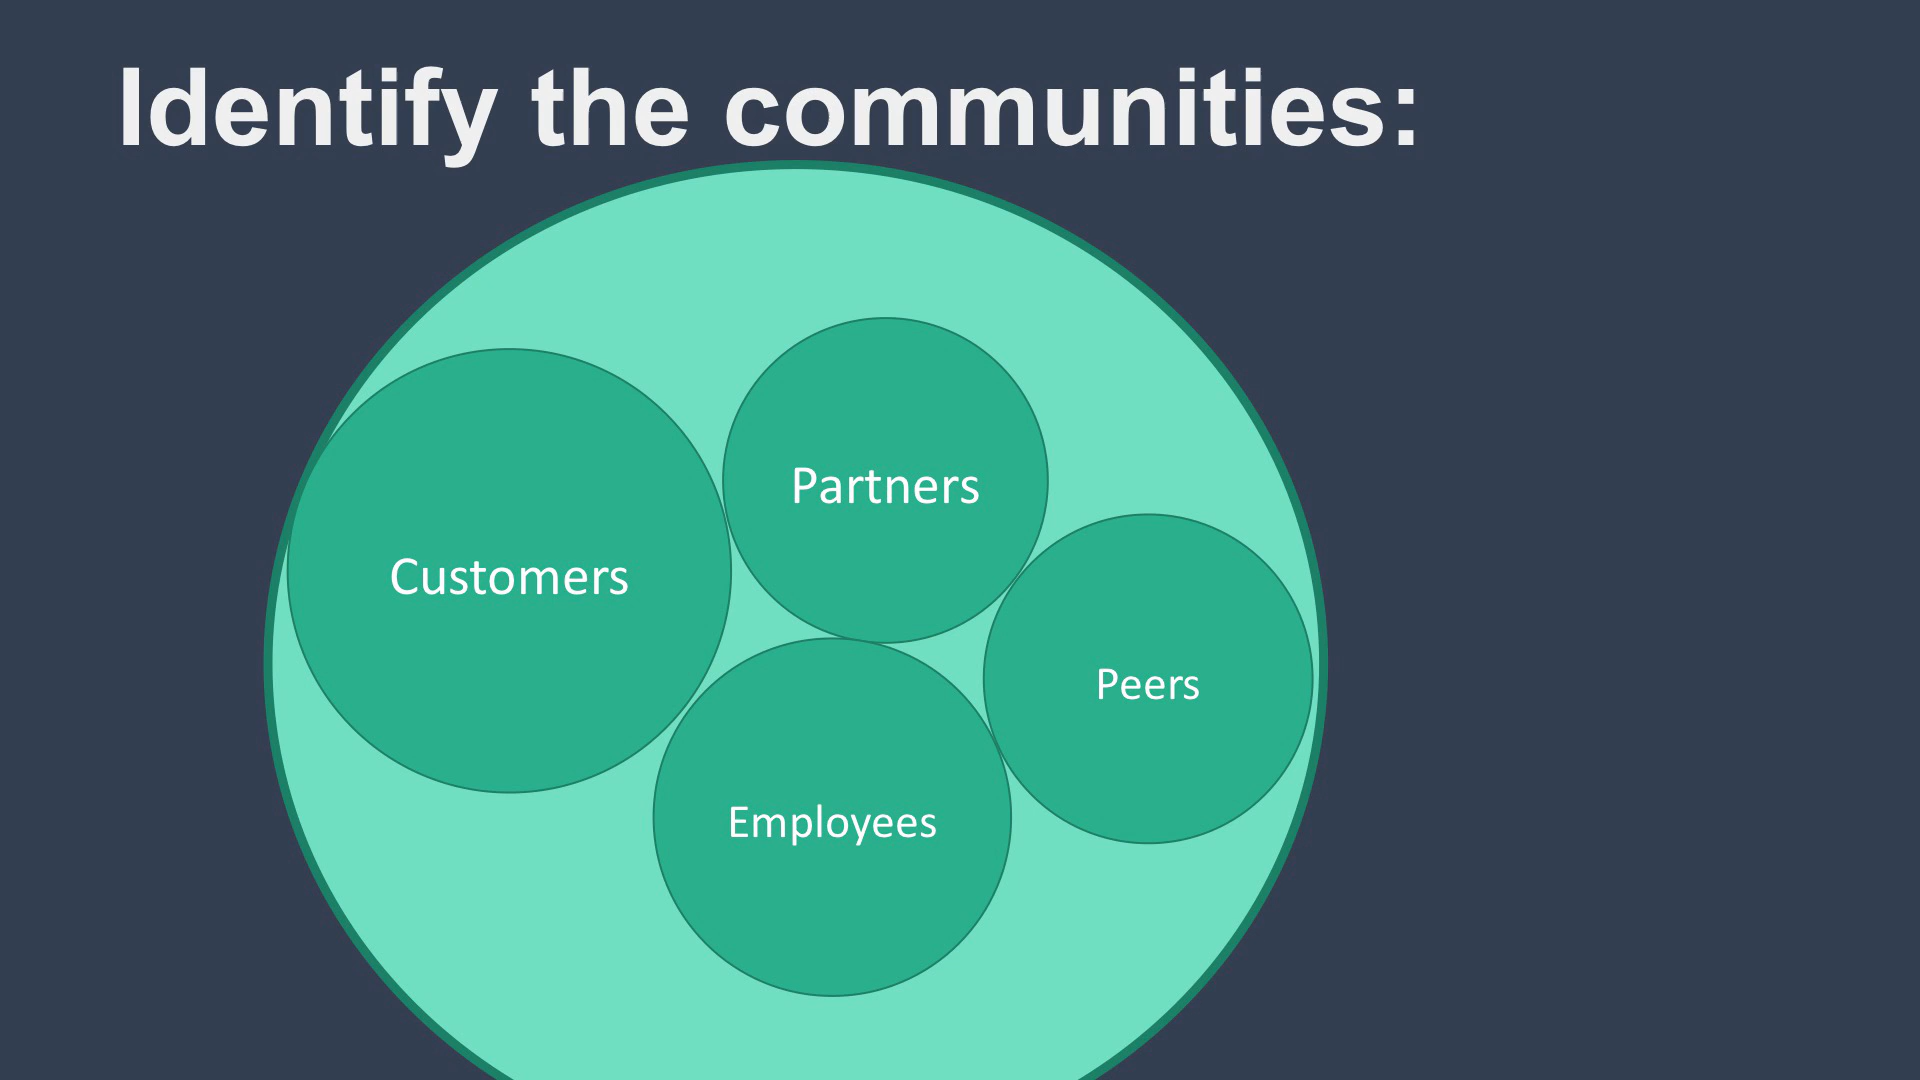 Identify the communities:
Partners
Customers
Peers
Employees